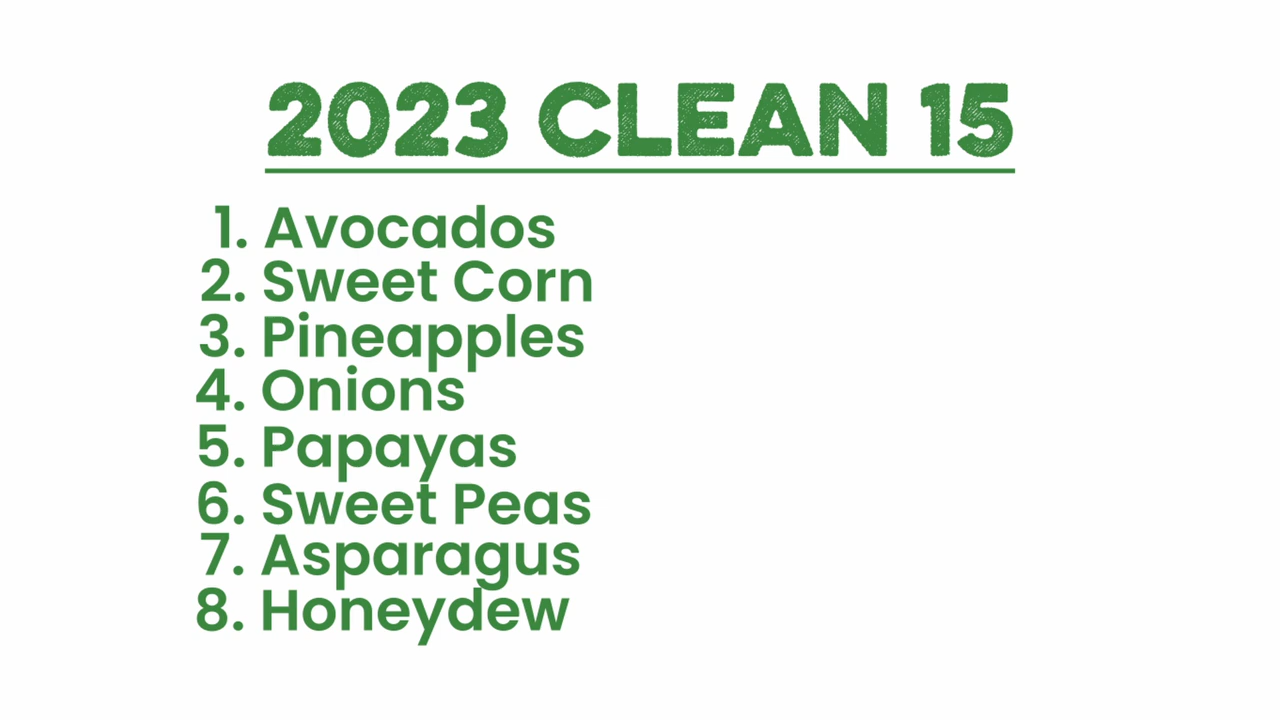 2023 CLEAN 15
1. Avocados
2. Sweet Corn
3. Pineapples
4. Onions
5. Papayas
6. Sweet Peas
7. Asparagus
8. Honeydew